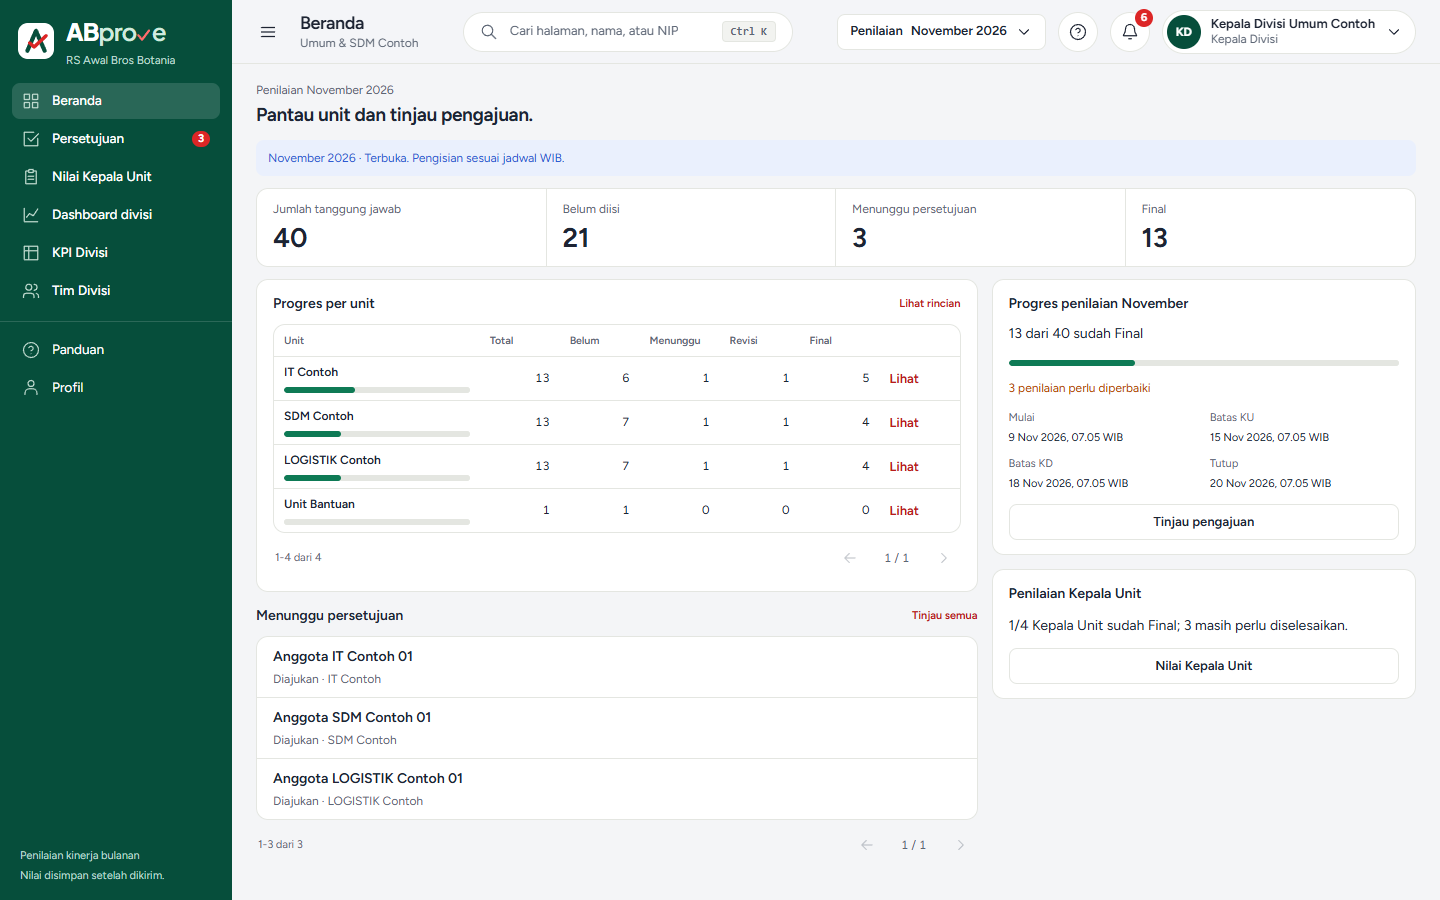 ABprove
RS Awal Bros Botania
Beranda
Persetujuan 3
Nilai Kepala Unit
Dashboard divisi
KPI Divisi
Tim Divisi
Panduan
Profil
Penilaian kinerja bulanan
Nilai disimpan setelah dikirim.
Beranda
Umum & SDM Contoh
Cari halaman, nama, atau NIP Ctrl K
Penilaian November 2026
6
KD
Kepala Divisi Umum Contoh
Kepala Divisi
Penilaian November 2026
Pantau unit dan tinjau pengajuan.
November 2026 · Terbuka. Pengisian sesuai jadwal WIB.
Jumlah tanggung jawab
40
Belum diisi
21
Menunggu persetujuan
3
Final
13
Progres per unit Lihat rincian
Unit Total Belum Menunggu Revisi Final
IT Contoh 13 6 1 1 5 Lihat
SDM Contoh 13 7 1 1 4 Lihat
LOGISTIK Contoh 13 7 1 1 4 Lihat
Unit Bantuan 1 1 0 0 0 Lihat
1-4 dari 4 1 / 1
Menunggu persetujuan Tinjau semua
Anggota IT Contoh 01
Diajukan · IT Contoh
Anggota SDM Contoh 01
Diajukan · SDM Contoh
Anggota LOGISTIK Contoh 01
Diajukan · LOGISTIK Contoh
1-3 dari 3 1 / 1
Progres penilaian November
13 dari 40 sudah Final
3 penilaian perlu diperbaiki
Mulai Batas KU
9 Nov 2026, 07.05 WIB 15 Nov 2026, 07.05 WIB
Batas KD Tutup
18 Nov 2026, 07.05 WIB 20 Nov 2026, 07.05 WIB
Tinjau pengajuan
Penilaian Kepala Unit
1/4 Kepala Unit sudah Final; 3 masih perlu diselesaikan.
Nilai Kepala Unit